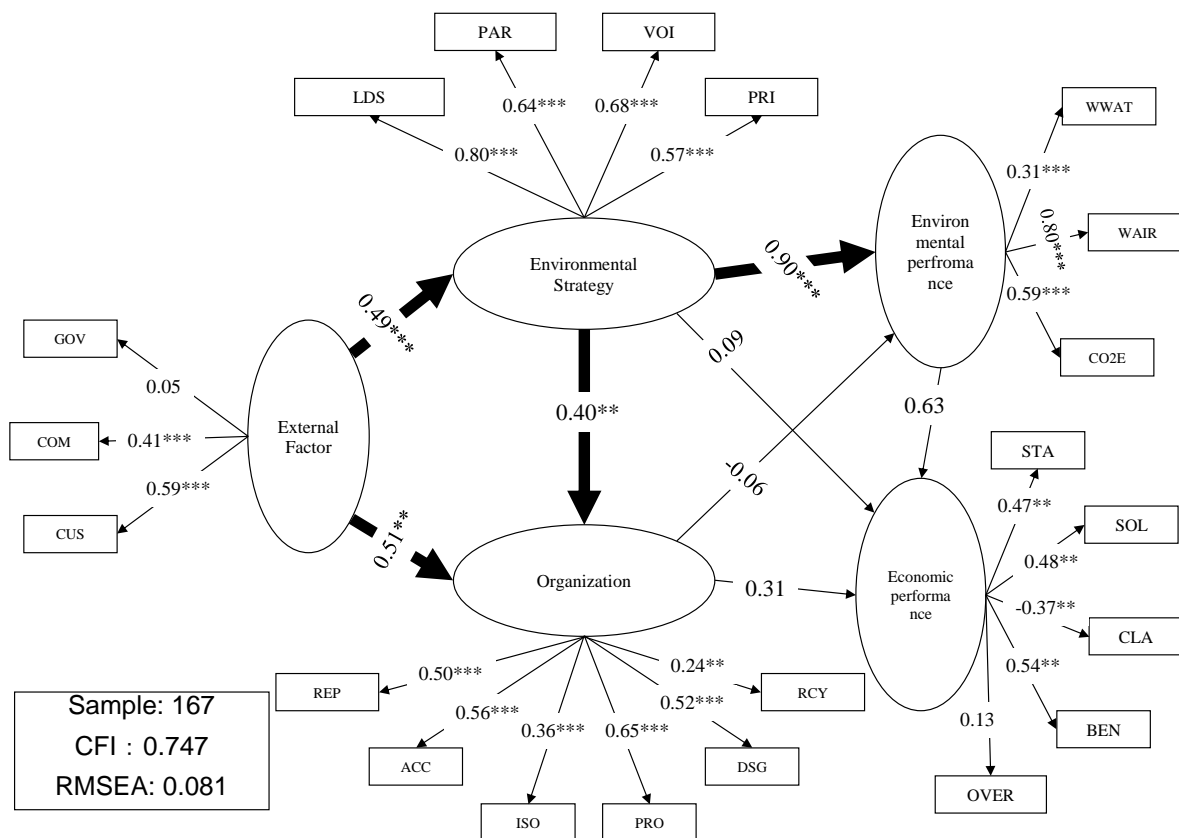 PAR
VOI
LDS
PRI
0.64***
0.68***
0.80***
0.57***
WWAT
0.31***
Environ
mental
perfroma
nce
0.80***
WAIR
0.59***
CO2E
Environmental
Strategy
0.90***
0.49***
0.09
GOV
0.05
COM
0.41***
0.59***
CUS
External
Factor
0.40**
0.63
-0.06
0.51**
STA
0.47**
SOL
0.48**
-0.37**
CLA
0.54**
BEN
0.13
OVER
Economic
performa
nce
Organization
0.31
REP
0.50***
0.24**
RCY
0.56***
0.52***
ACC
0.36***
0.65***
DSG
ISO
PRO
Sample: 167
CFI : 0.747
RMSEA: 0.081